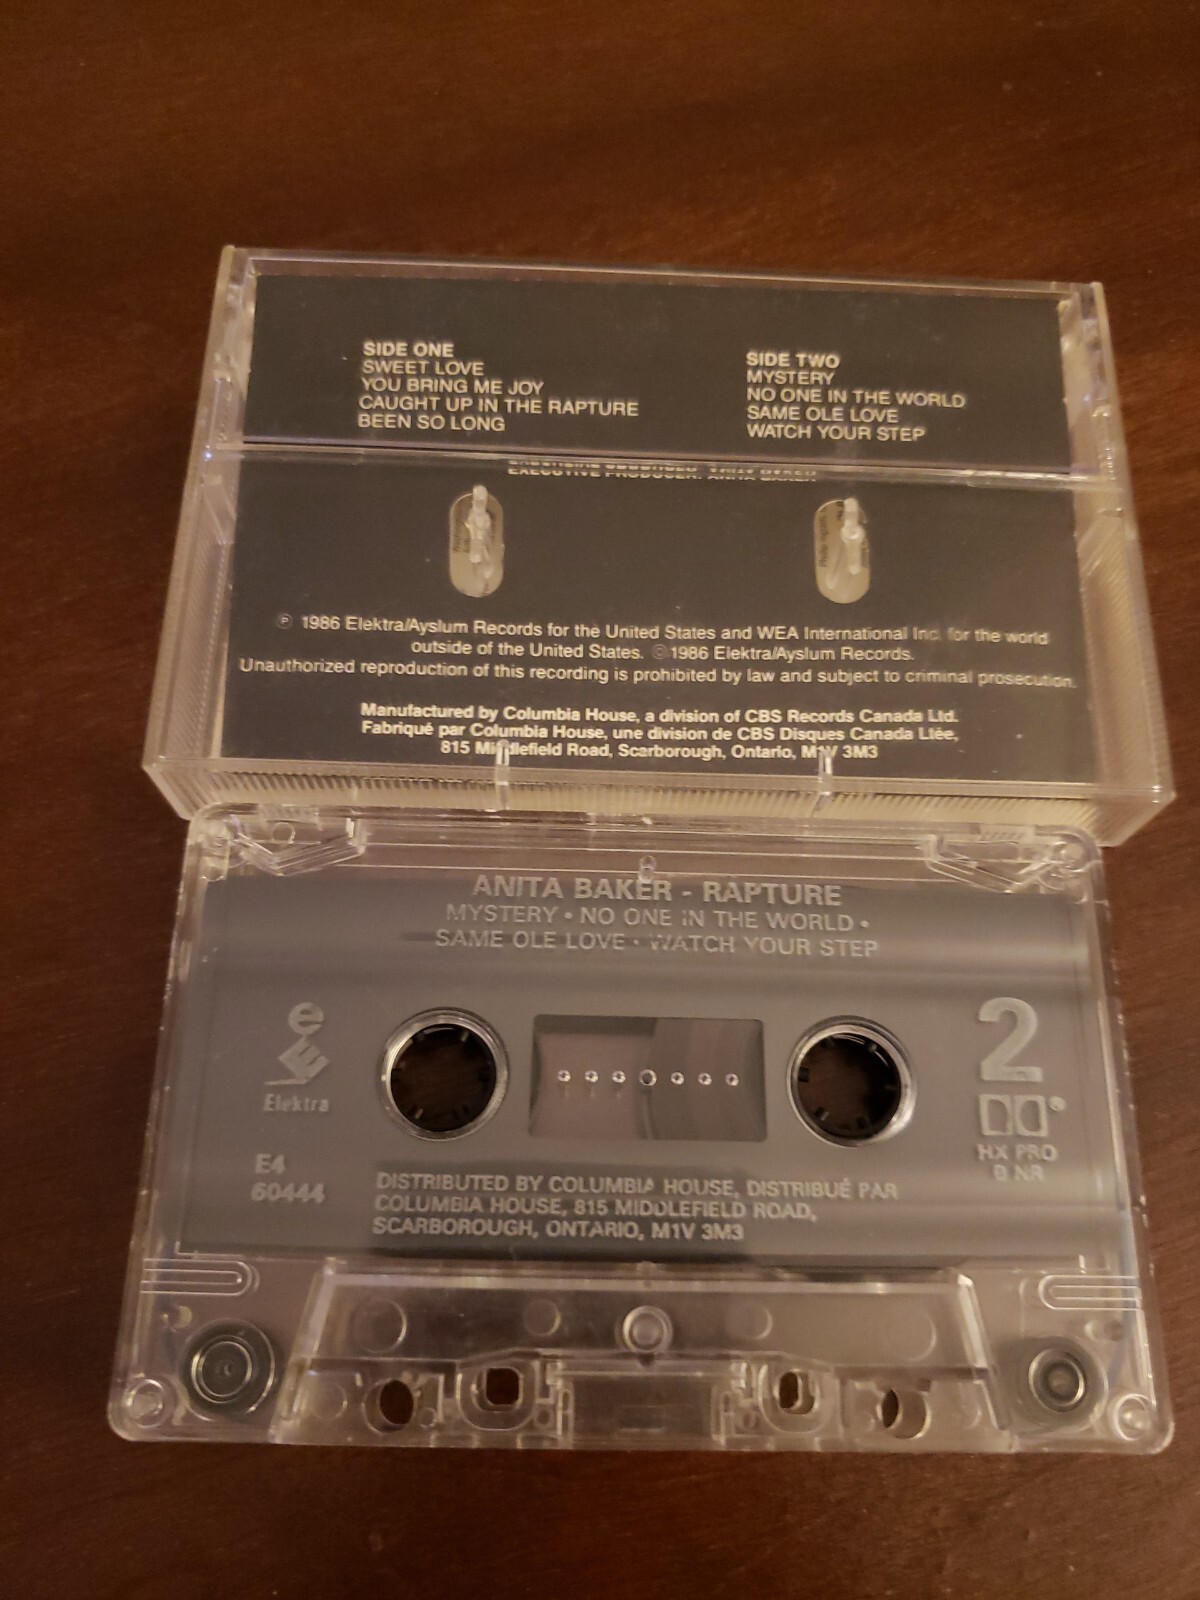 SIDE ONE
SWEET LOVE
YOU BRING ME JOY
CAUGHT UP IN THE RAPTURE
BEEN SO LONG
SIDE TWO
MYSTERY
NO ONE IN THE WORLD
SAME OLE LOVE
WATCH YOUR STEP
EXECUTIVE PRODUCER: ANITA BAKER
℗ 1986 Elektra/Ayslum Records for the United States and WEA International Inc. for the world
outside of the United States. ©1986 Elektra/Ayslum Records.
Unauthorized reproduction of this recording is prohibited by law and subject to criminal prosecution.
Manufactured by Columbia House, a division of CBS Records Canada Ltd.
Fabriqué par Columbia House, une division de CBS Disques Canada Ltée,
815 Middlefield Road, Scarborough, Ontario, M1V 3M3
ANITA BAKER - RAPTURE
MYSTERY • NO ONE IN THE WORLD •
SAME OLE LOVE • WATCH YOUR STEP
e
E
Elektra
2
HX PRO
B NR
E4
60444
DISTRIBUTED BY COLUMBIA HOUSE, DISTRIBUÉ PAR
COLUMBIA HOUSE, 815 MIDDLEFIELD ROAD,
SCARBOROUGH, ONTARIO, M1V 3M3